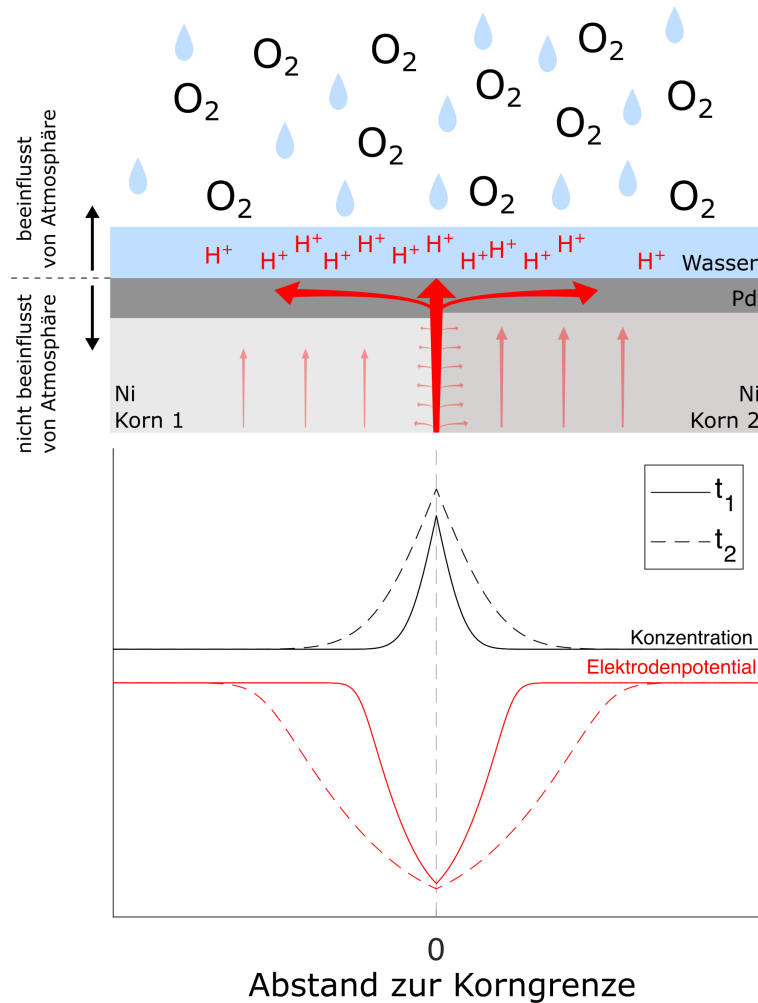 O₂
O₂
O₂
O₂
O₂
O₂
O₂
O₂
O₂
O₂
O₂
beeinflusst
von Atmosphäre
H⁺ H⁺ H⁺ H⁺ H⁺ H⁺ H⁺ H⁺ H⁺ H⁺ H⁺ H⁺
Wasser
Pd
nicht beeinflusst
von Atmosphäre
Ni
Korn 1
Ni
Korn 2
t₁
t₂
Konzentration
Elektrodenpotential
0
Abstand zur Korngrenze